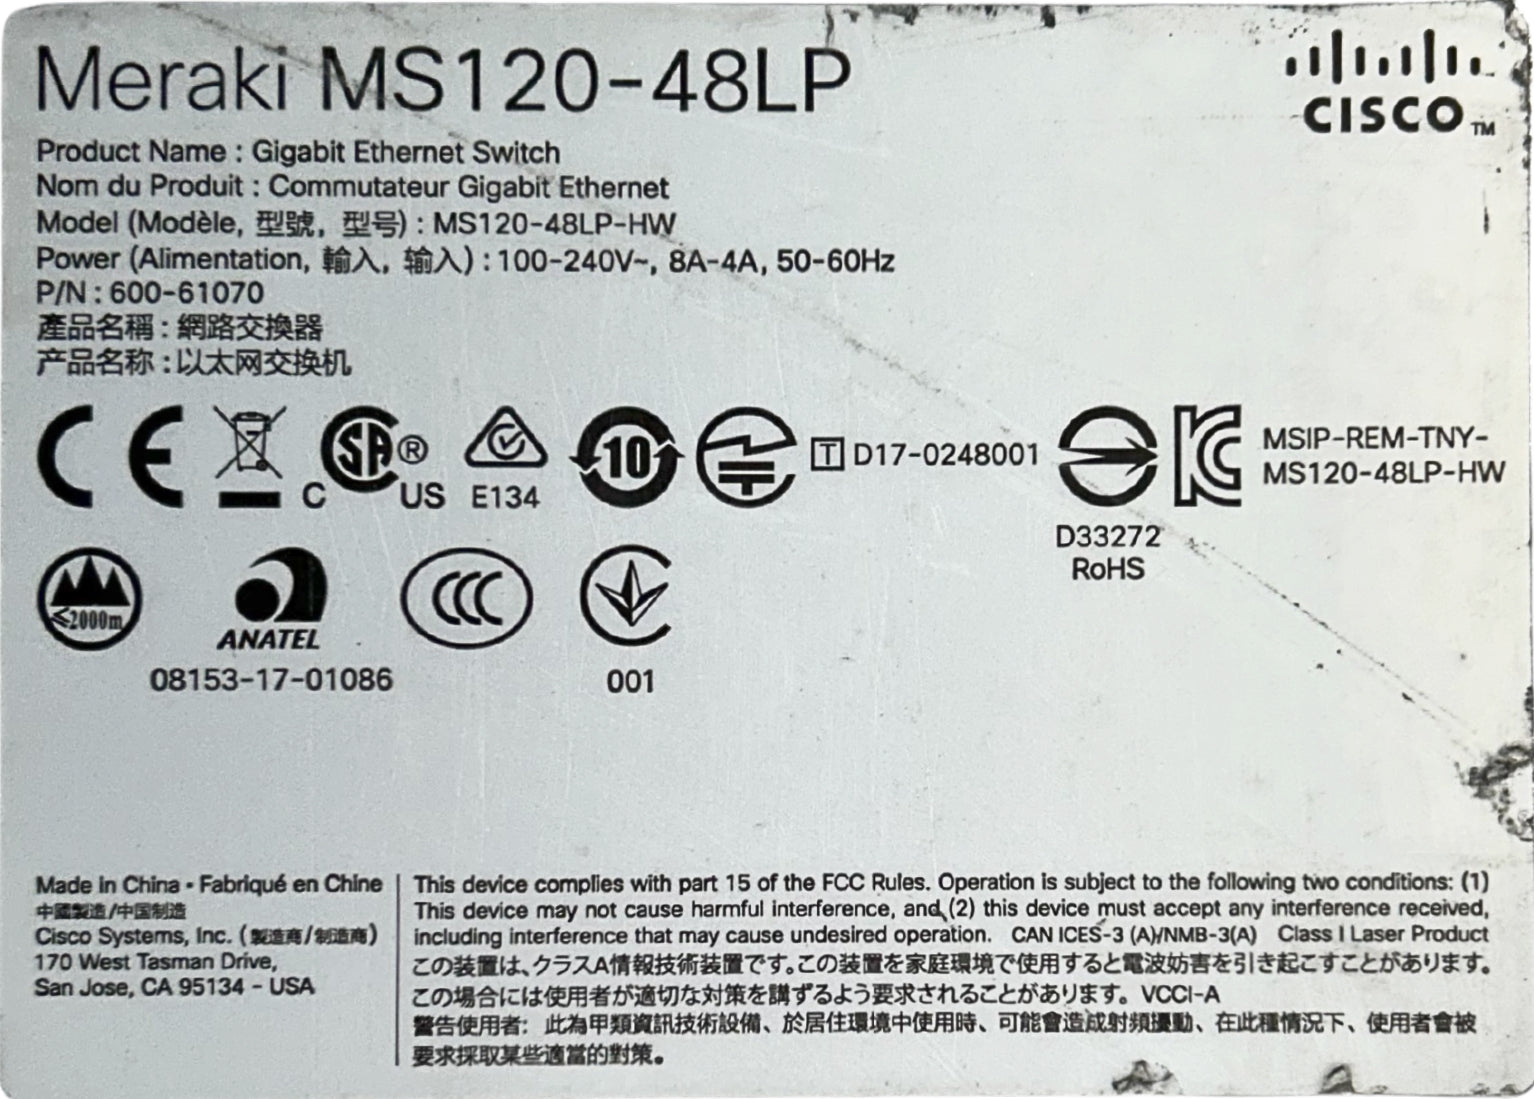 Meraki MS120-48LP
CISCO™
Product Name : Gigabit Ethernet Switch
Nom du Produit : Commutateur Gigabit Ethernet
Model (Modèle, 型號, 型号) : MS120-48LP-HW
Power (Alimentation, 輸入, 输入) : 100-240V~, 8A-4A, 50-60Hz
P/N : 600-61070
產品名稱 : 網路交換器
产品名称 : 以太网交换机
CE
C SA ® US
E134
10
T D17-0248001
D33272
RoHS
MSIP-REM-TNY-
MS120-48LP-HW
≤2000m
ANATEL
08153-17-01086
CCC
001
Made in China • Fabriqué en Chine
中國製造/中国制造
Cisco Systems, Inc. (製造商/制造商)
170 West Tasman Drive,
San Jose, CA 95134 - USA
This device complies with part 15 of the FCC Rules. Operation is subject to the following two conditions: (1)
This device may not cause harmful interference, and (2) this device must accept any interference received,
including interference that may cause undesired operation. CAN ICES-3 (A)/NMB-3(A) Class I Laser Product
この装置は、クラスA情報技術装置です。この装置を家庭環境で使用すると電波妨害を引き起こすことがあります。
この場合には使用者が適切な対策を講ずるよう要求されることがあります。 VCCI-A
警告使用者: 此為甲類資訊技術設備、於居住環境中使用時、可能會造成射頻擾動、在此種情況下、使用者會被
要求採取某些適當的對策。